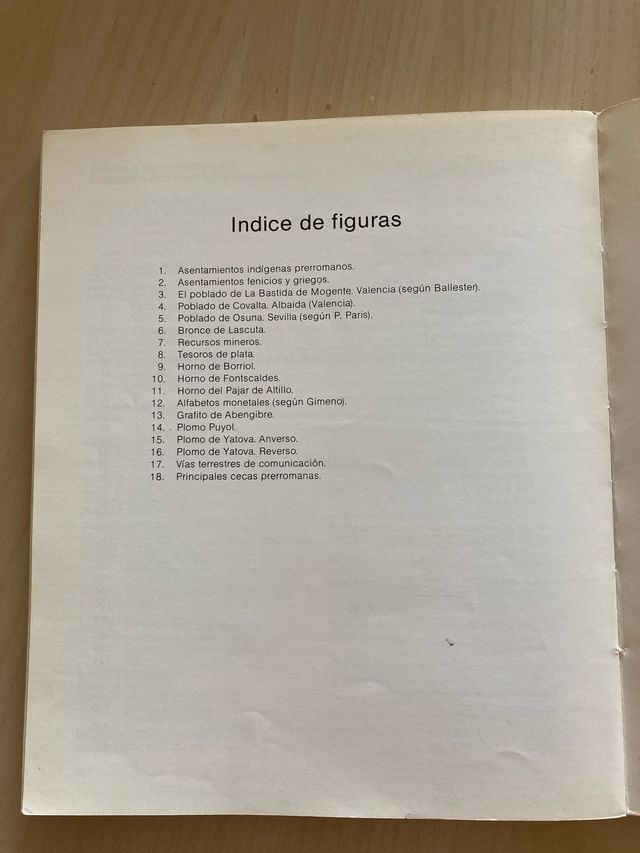 Indice de figuras
1. Asentamientos indígenas prerromanos.
2. Asentamientos fenicios y griegos.
3. El poblado de La Bastida de Mogente. Valencia (según Ballester).
4. Poblado de Covalta. Albaida (Valencia).
5. Poblado de Osuna. Sevilla (según P. Paris).
6. Bronce de Lascuta.
7. Recursos mineros.
8. Tesoros de plata.
9. Horno de Borriol.
10. Horno de Fontscaldes.
11. Horno del Pajar de Altillo.
12. Alfabetos monetales (según Gimeno).
13. Grafito de Abengibre.
14. Plomo Puyol.
15. Plomo de Yatova. Anverso.
16. Plomo de Yatova. Reverso.
17. Vías terrestres de comunicación.
18. Principales cecas prerromanas.